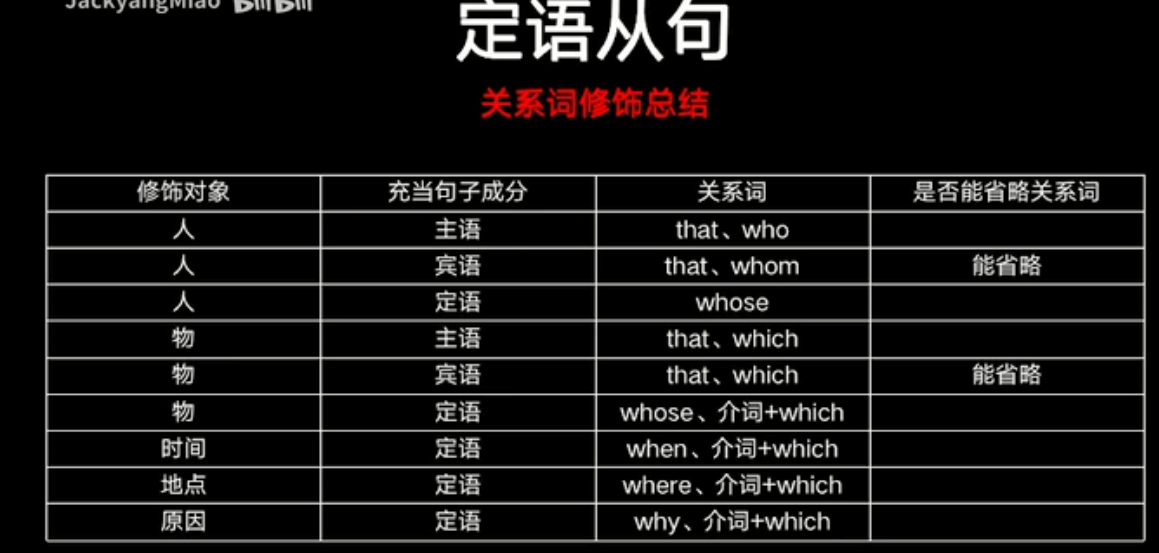 JackyangMiao Bilibili
定语从句
关系词修饰总结
修饰对象 充当句子成分 关系词 是否能省略关系词
人 主语 that、who
人 宾语 that、whom 能省略
人 定语 whose
物 主语 that、which
物 宾语 that、which 能省略
物 定语 whose、介词+which
时间 定语 when、介词+which
地点 定语 where、介词+which
原因 定语 why、介词+which